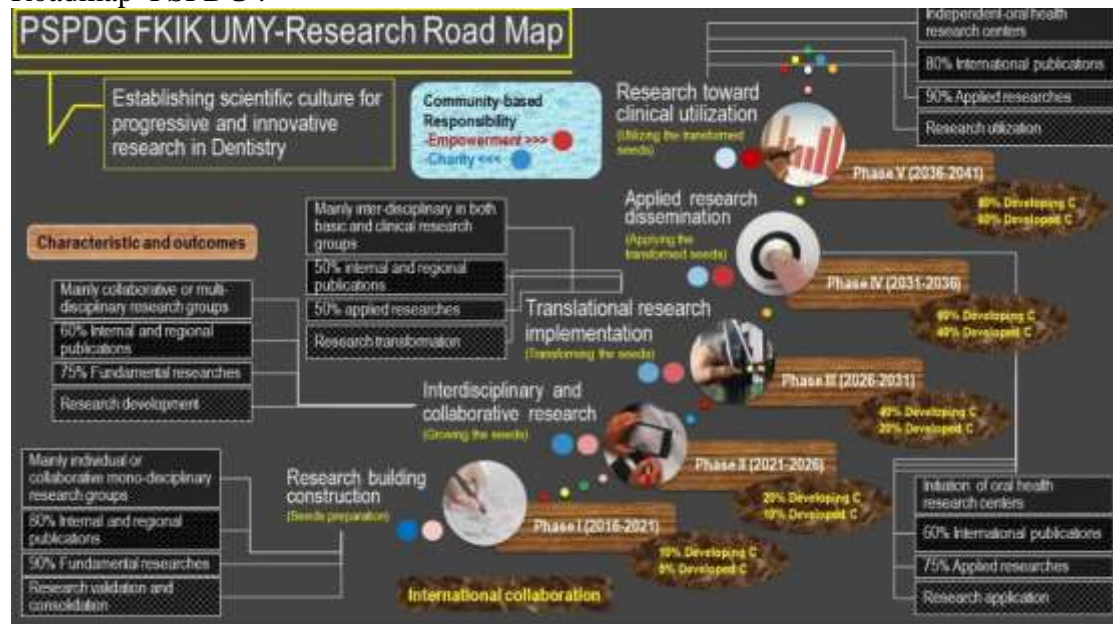 Roadmap PSPDG :
PSPDG FKIK UMY-Research Road Map
Establishing scientific culture for
progressive and innovative
research in Dentistry
Community-based
Responsibility
-Empowerment >>>
-Charity <<<
Research toward
clinical utilization
(Utilizing the transformed
seeds)
Independent-oral health
research centers
80% International publications
90% Applied researches
Research utilization
Phase V (2036-2041)
80% Developing C
60% Developed C
Applied research
dissemination
(Applying the
transformed seeds)
Phase IV (2031-2036)
60% Developing C
40% Developed C
Characteristic and outcomes
Mainly inter-disciplinary in both
basic and clinical research
groups
50% internal and regional
publications
50% applied researches
Research transformation
Translational research
implementation
(Transforming the seeds)
Phase III (2026-2031)
40% Developing C
20% Developed C
Mainly collaborative or multi-
disciplinary research groups
60% Internal and regional
publications
75% Fundamental researches
Research development
Interdisciplinary and
collaborative research
(Growing the seeds)
Phase II (2021-2026)
20% Developing C
10% Developed C
Mainly individual or
collaborative mono-disciplinary
research groups
80% Internal and regional
publications
90% Fundamental researches
Research validation and
consolidation
Research building
construction
(Seeds preparation)
Phase I (2016-2021)
10% Developing C
5% Developed C
International collaboration
Initiation of oral health
research centers
60% International publications
75% Applied researches
Research application